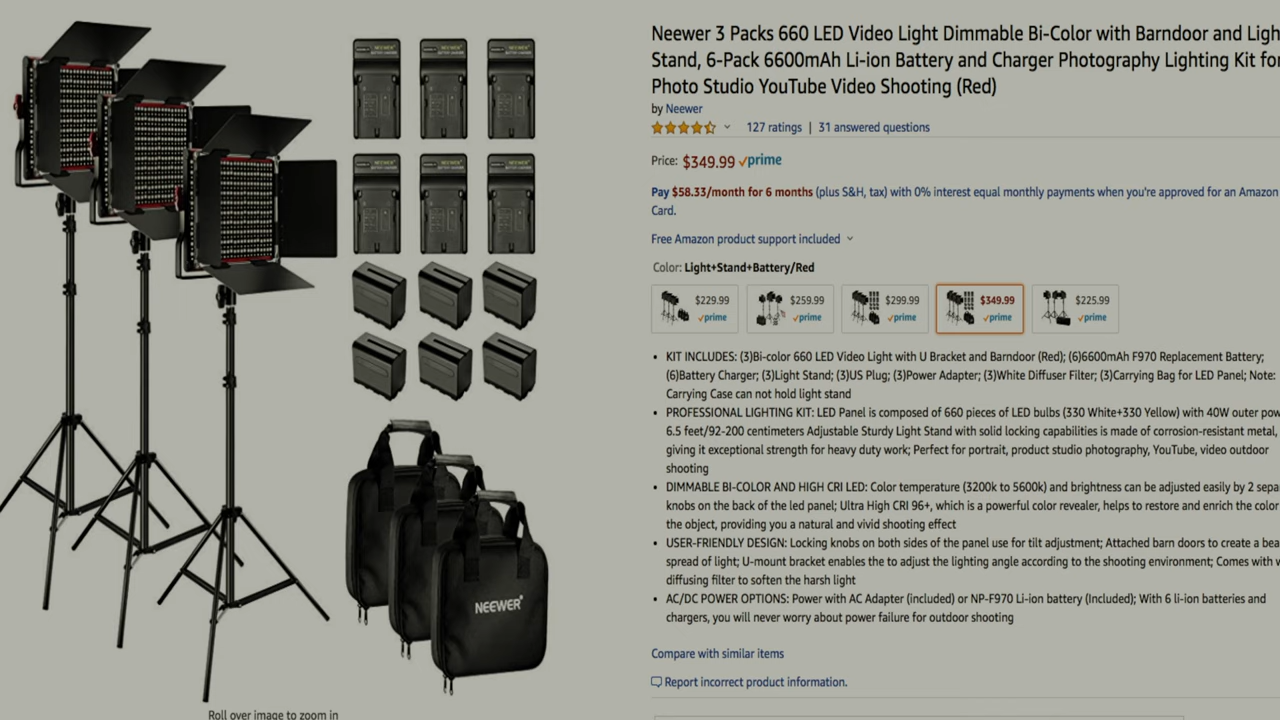 Neewer 3 Packs 660 LED Video Light Dimmable Bi-Color with Barndoor and
Stand, 6-Pack 6600mAh Li-ion Battery and Charger Photography Lighting Kit for
Photo Studio YouTube Video Shooting (Red)
by Neewer
127 ratings | 31 answered questions
Price: $349.99 prime
Pay $58.33/month for 6 months (plus S&H, tax) with 0% interest equal monthly payments when you're approved for an Amazon
Card.
Free Amazon product support included
Color: Light+Stand+Battery/Red
$229.99 $259.99 $299.99 $349.99 $225.99
prime prime prime prime prime
• KIT INCLUDES: (3)Bi-color 660 LED Video Light with U Bracket and Barndoor (Red); (6)6600mAh F970 Replacement Battery;
(6)Battery Charger; (3)Light Stand; (3)US Plug; (3)Power Adapter; (3)White Diffuser Filter; (3)Carrying Bag for LED Panel; Note:
Carrying Case can not hold light stand
• PROFESSIONAL LIGHTING KIT: LED Panel is composed of 660 pieces of LED bulbs (330 White+330 Yellow) with 40W outer
6.5 feet/92-200 centimeters Adjustable Sturdy Light Stand with solid locking capabilities is made of corrosion-resistant metal,
giving it exceptional strength for heavy duty work; Perfect for portrait, product studio photography, YouTube, video outdoor
shooting
• DIMMABLE BI-COLOR AND HIGH CRI LED: Color temperature (3200k to 5600k) and brightness can be adjusted easily by 2
knobs on the back of the led panel; Ultra High CRI 96+, which is a powerful color revealer, helps to restore and enrich the color
the object, providing you a natural and vivid shooting effect
• USER-FRIENDLY DESIGN: Locking knobs on both sides of the panel use for tilt adjustment; Attached barn doors to create a
spread of light; U-mount bracket enables the to adjust the lighting angle according to the shooting environment; Comes with
diffusing filter to soften the harsh light
• AC/DC POWER OPTIONS: Power with AC Adapter (included) or NP-F970 Li-ion battery (Included); With 6 li-ion batteries and
chargers, you will never worry about power failure for outdoor shooting
Compare with similar items
Report incorrect product information.
NEEWER
Roll over image to zoom in